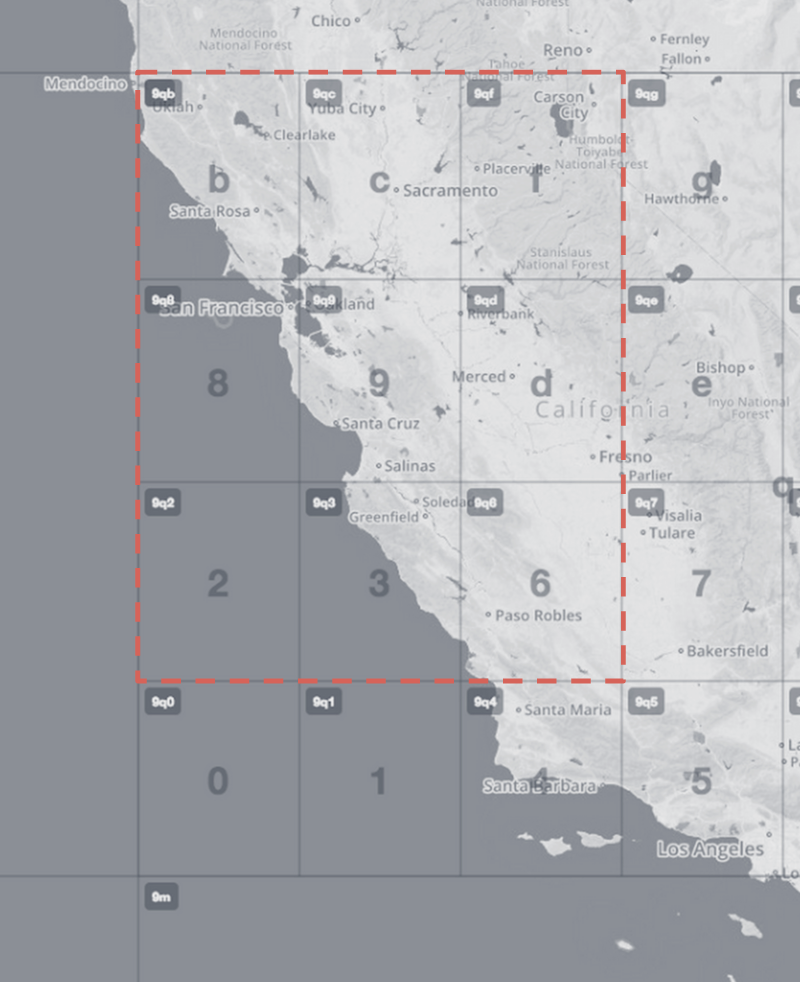 National Forest
Chico
Mendocino
National Forest
Fernley
Reno
Fallon
Tahoe
National Forest
Mendocino
9qb
9qc
9qf
9qg
Ukiah
Yuba City
Carson
City
Clearlake
Humboldt-
Toiyabe
National Forest
Placerville
b
c
f
g
Sacramento
Hawthorne
Santa Rosa
Stanislaus
National Forest
9q8
9q9
9qd
9qe
San Francisco
Oakland
Riverbank
Bishop
Merced
8
9
d
e
California
Inyo National
Forest
Santa Cruz
Fresno
Salinas
Parlier
q
9q2
9q3
9q6
9q7
Soledad
Greenfield
Visalia
Tulare
2
3
6
7
Paso Robles
Bakersfield
9q0
9q1
9q4
9q5
Santa Maria
0
1
4
5
Santa Barbara
Los Angeles
9m